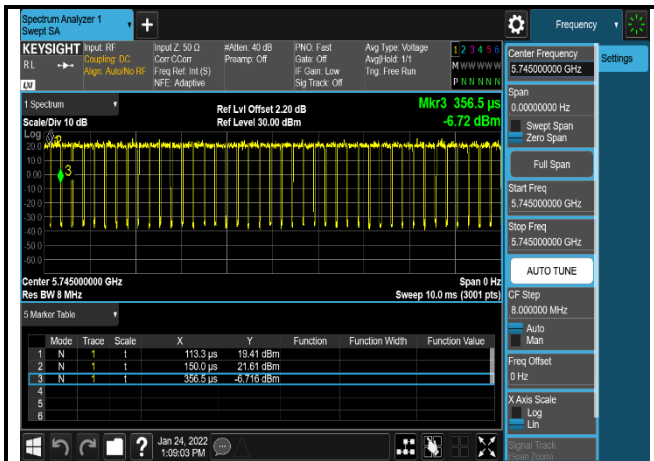 Spectrum Analyzer 1
Swept SA
+
Frequency
KEYSIGHT
RL
LXI
Input: RF
Coupling: DC
Align: Auto/No RF
Input Z: 50 Ω
Corr CCorr
Freq Ref: Int (S)
NFE: Adaptive
#Atten: 40 dB
Preamp: Off
PNO: Fast
Gate: Off
IF Gain: Low
Sig Track: Off
Avg Type: Voltage
Avg|Hold: 1/1
Trig: Free Run
1 2 3 4 5 6
M W W W W W
P N N N N N
1 Spectrum
Scale/Div 10 dB
Ref Lvl Offset 2.20 dB
Ref Level 30.00 dBm
Mkr3 356.5 µs
-6.72 dBm
Log
20.0
10.0
0.00
-10.0
-20.0
-30.0
-40.0
-50.0
-60.0
3
Center 5.745000000 GHz
Res BW 8 MHz
Span 0 Hz
Sweep 10.0 ms (3001 pts)
5 Marker Table
Mode Trace Scale X Y Function Function Width Function Value
1 N 1 t 113.3 µs 19.41 dBm
2 N 1 t 150.0 µs 21.61 dBm
3 N 1 t 356.5 µs -6.716 dBm
4
5
6
?
Jan 24, 2022
1:09:03 PM
Center Frequency
5.745000000 GHz
Span
0.00000000 Hz
Swept Span
Zero Span
Full Span
Start Freq
5.745000000 GHz
Stop Freq
5.745000000 GHz
AUTO TUNE
CF Step
8.000000 MHz
Auto
Man
Freq Offset
0 Hz
X Axis Scale
Log
Lin
Signal Track
(Span Zoom)
Settings